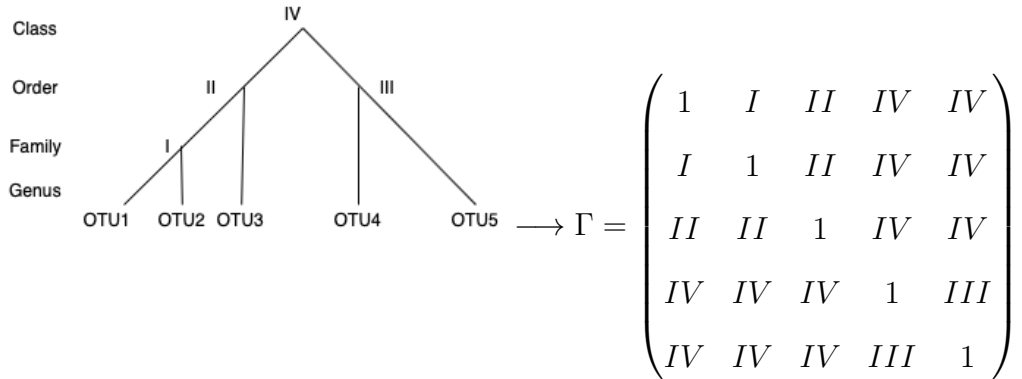 IV
Class
Order II III
Family I
Genus
OTU1 OTU2 OTU3 OTU4 OTU5
⟶ Γ =
1 I II IV IV
I 1 II IV IV
II II 1 IV IV
IV IV IV 1 III
IV IV IV III 1